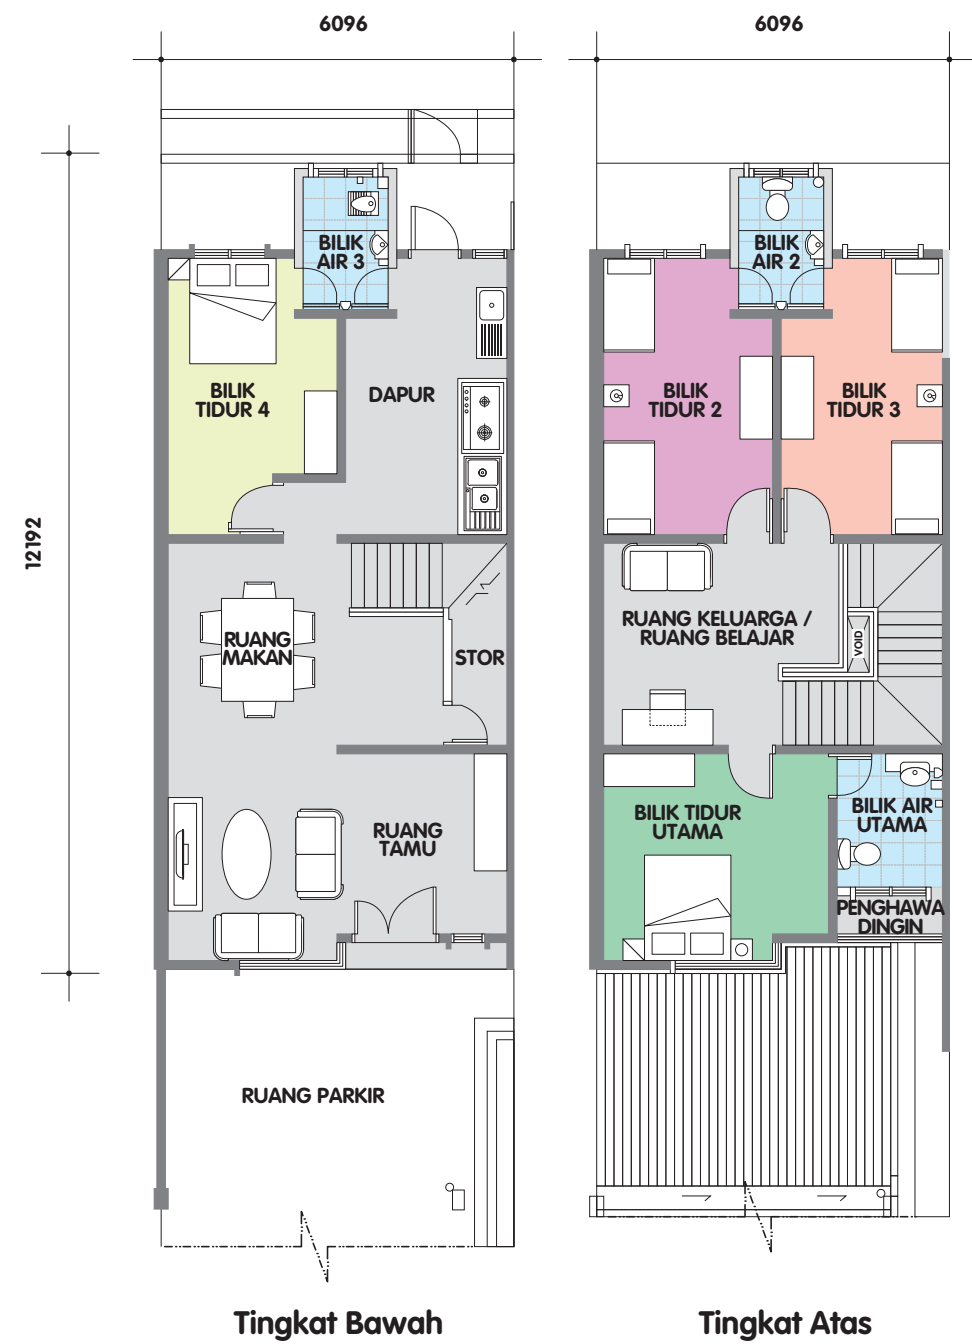 6096
6096
12192
BILIK
AIR 3
BILIK
TIDUR 4
DAPUR
RUANG
MAKAN
STOR
RUANG
TAMU
RUANG PARKIR
Tingkat Bawah
BILIK
AIR 2
BILIK
TIDUR 2
BILIK
TIDUR 3
RUANG KELUARGA /
RUANG BELAJAR
VOID
BILIK TIDUR
UTAMA
BILIK AIR
UTAMA
PENGHAWA
DINGIN
Tingkat Atas